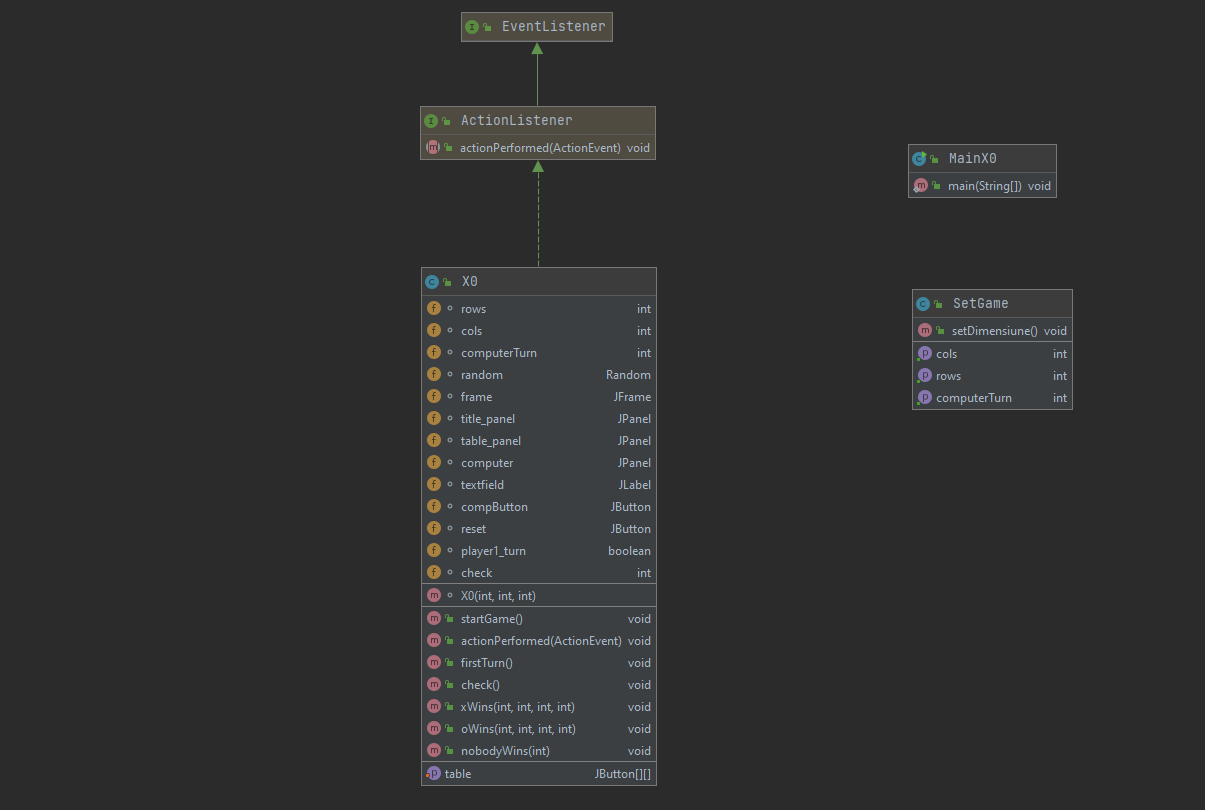 EventListener
ActionListener
actionPerformed(ActionEvent) void
X0
rows int
cols int
computerTurn int
random Random
frame JFrame
title_panel JPanel
table_panel JPanel
computer JPanel
textfield JLabel
compButton JButton
reset JButton
player1_turn boolean
check int
X0(int, int, int)
startGame() void
actionPerformed(ActionEvent) void
firstTurn() void
check() void
xWins(int, int, int, int) void
oWins(int, int, int, int) void
nobodyWins(int) void
table JButton[][]
MainX0
main(String[]) void
SetGame
setDimensiune() void
cols int
rows int
computerTurn int